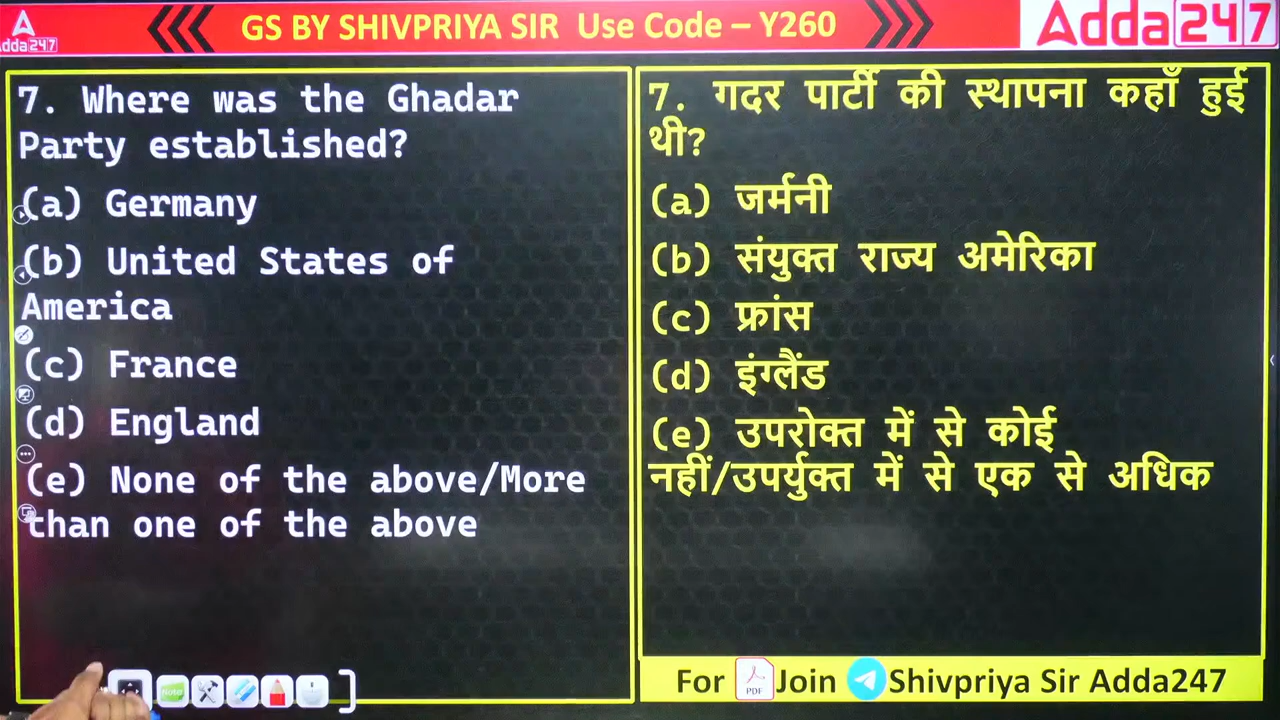 GS BY SHIVPRIYA SIR Use Code – Y260
Adda247
Adda247
7. Where was the Ghadar
Party established?
(a) Germany
(b) United States of
America
(c) France
(d) England
(e) None of the above/More
than one of the above
7. गदर पार्टी की स्थापना कहाँ हुई
थी?
(a) जर्मनी
(b) संयुक्त राज्य अमेरिका
(c) फ्रांस
(d) इंग्लैंड
(e) उपरोक्त में से कोई
नहीं/उपर्युक्त में से एक से अधिक
Note
For PDF Join Shivpriya Sir Adda247